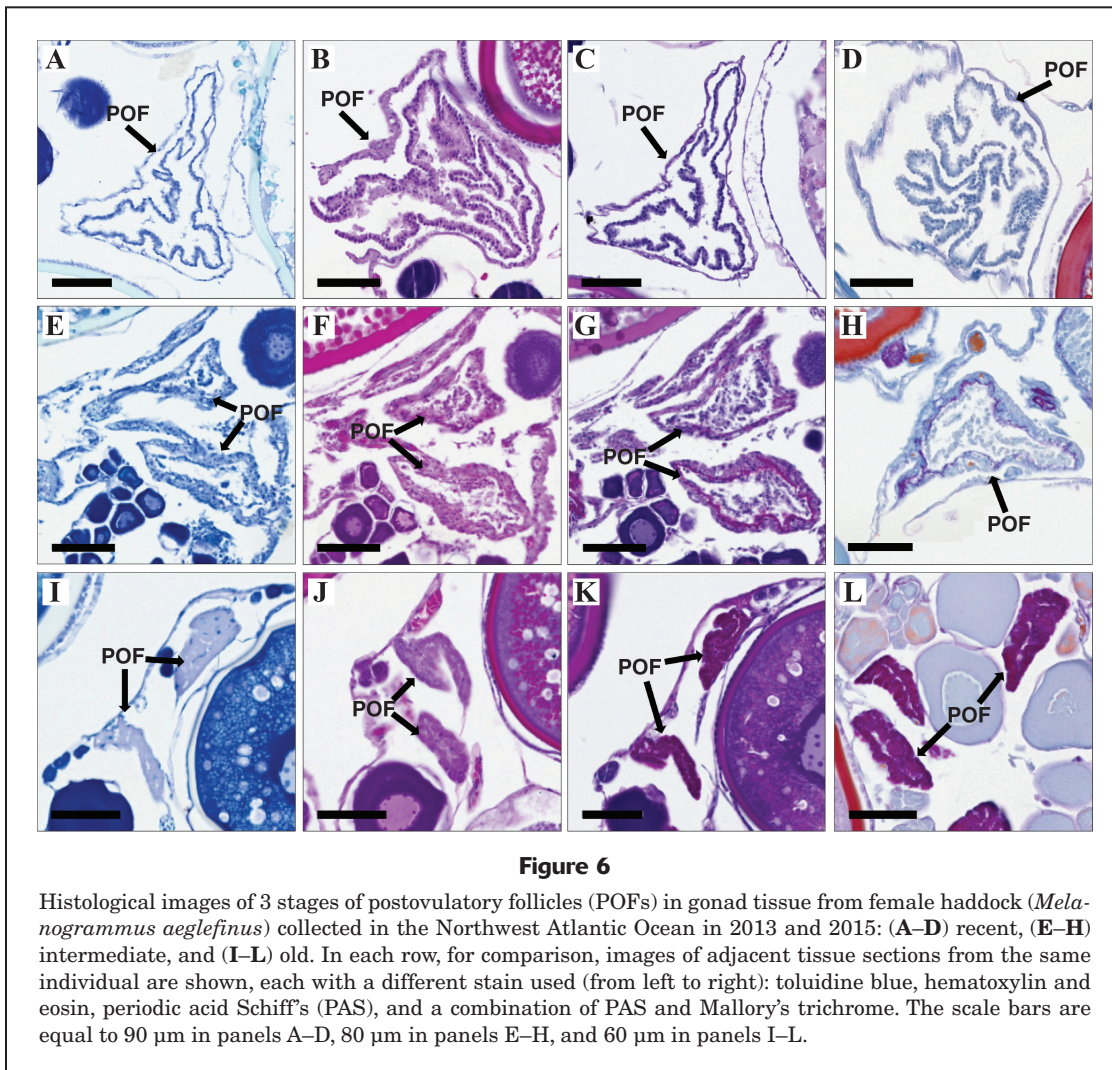 A B C D
POF POF POF POF
E F G H
POF POF POF POF
I J K L
POF POF POF POF
Figure 6
Histological images of 3 stages of postovulatory follicles (POFs) in gonad tissue from female haddock (Mela-
nogrammus aeglefinus) collected in the Northwest Atlantic Ocean in 2013 and 2015: (A–D) recent, (E–H)
intermediate, and (I–L) old. In each row, for comparison, images of adjacent tissue sections from the same
individual are shown, each with a different stain used (from left to right): toluidine blue, hematoxylin and
eosin, periodic acid Schiff's (PAS), and a combination of PAS and Mallory's trichrome. The scale bars are
equal to 90 µm in panels A–D, 80 µm in panels E–H, and 60 µm in panels I–L.